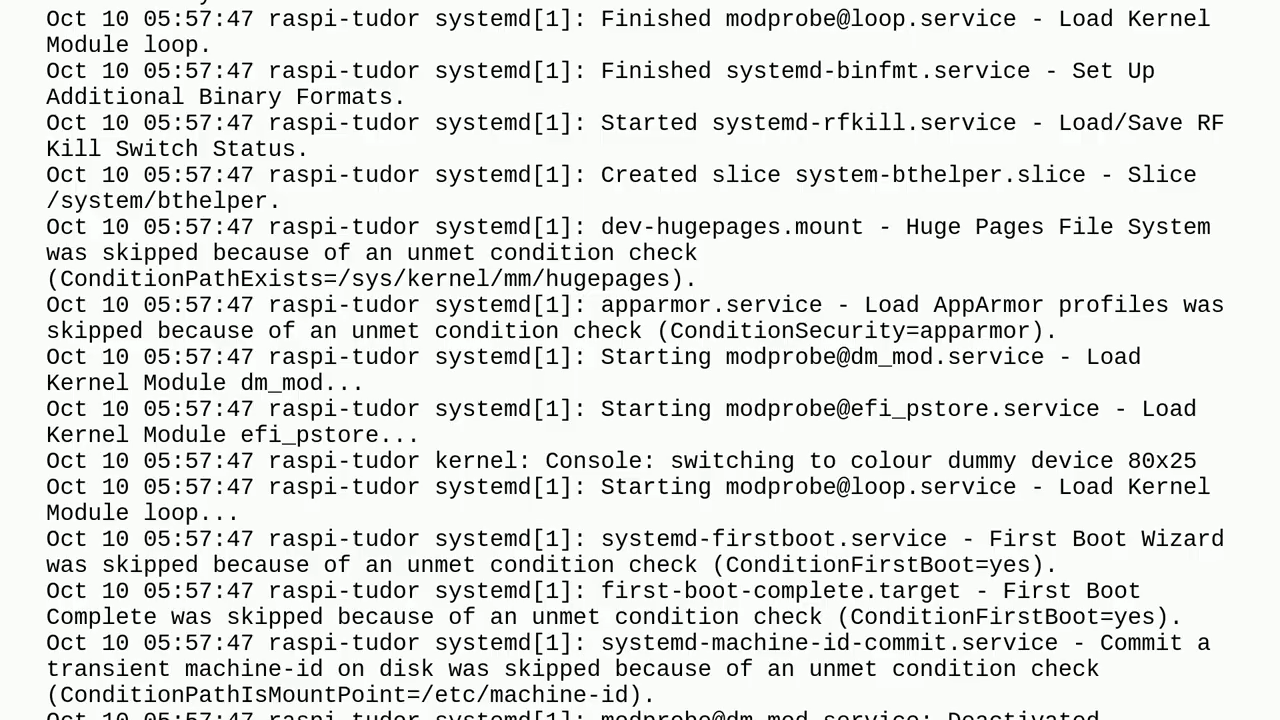 Oct 10 05:57:47 raspi-tudor systemd[1]: Finished modprobe@loop.service - Load Kernel
Module loop.
Oct 10 05:57:47 raspi-tudor systemd[1]: Finished systemd-binfmt.service - Set Up
Additional Binary Formats.
Oct 10 05:57:47 raspi-tudor systemd[1]: Started systemd-rfkill.service - Load/Save RF
Kill Switch Status.
Oct 10 05:57:47 raspi-tudor systemd[1]: Created slice system-bthelper.slice - Slice
/system/bthelper.
Oct 10 05:57:47 raspi-tudor systemd[1]: dev-hugepages.mount - Huge Pages File System
was skipped because of an unmet condition check
(ConditionPathExists=/sys/kernel/mm/hugepages).
Oct 10 05:57:47 raspi-tudor systemd[1]: apparmor.service - Load AppArmor profiles was
skipped because of an unmet condition check (ConditionSecurity=apparmor).
Oct 10 05:57:47 raspi-tudor systemd[1]: Starting modprobe@dm_mod.service - Load
Kernel Module dm_mod...
Oct 10 05:57:47 raspi-tudor systemd[1]: Starting modprobe@efi_pstore.service - Load
Kernel Module efi_pstore...
Oct 10 05:57:47 raspi-tudor kernel: Console: switching to colour dummy device 80x25
Oct 10 05:57:47 raspi-tudor systemd[1]: Starting modprobe@loop.service - Load Kernel
Module loop...
Oct 10 05:57:47 raspi-tudor systemd[1]: systemd-firstboot.service - First Boot Wizard
was skipped because of an unmet condition check (ConditionFirstBoot=yes).
Oct 10 05:57:47 raspi-tudor systemd[1]: first-boot-complete.target - First Boot
Complete was skipped because of an unmet condition check (ConditionFirstBoot=yes).
Oct 10 05:57:47 raspi-tudor systemd[1]: systemd-machine-id-commit.service - Commit a
transient machine-id on disk was skipped because of an unmet condition check
(ConditionPathIsMountPoint=/etc/machine-id).
Oct 10 05:57:47 raspi-tudor systemd[1]: modprobe@dm_mod.service: Deactivated